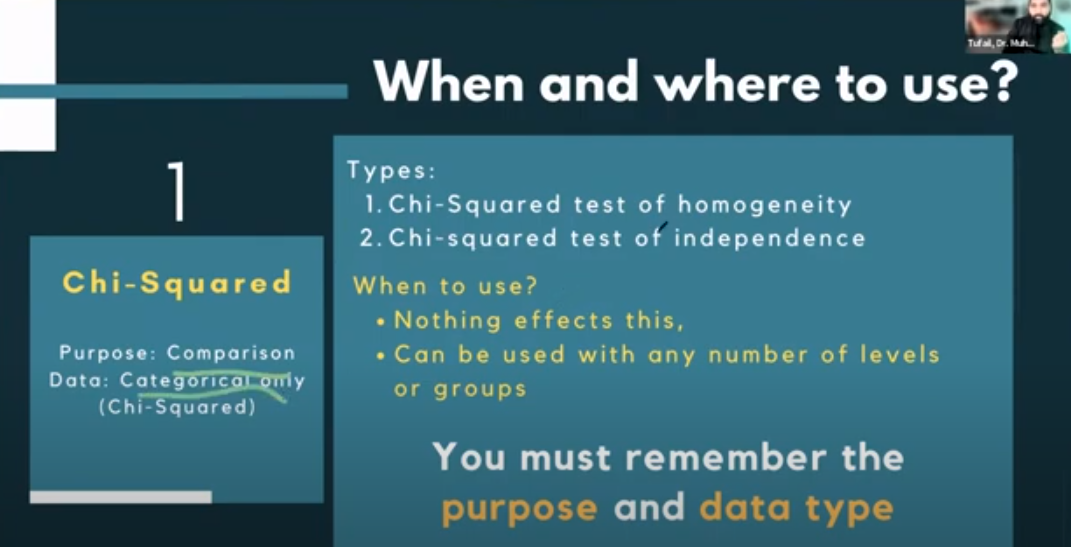 Tufail, Dr. Muh...
When and where to use?
1
Chi-Squared
Purpose: Comparison
Data: Categorical only
(Chi-Squared)
Types:
1. Chi-Squared test of homogeneity
2. Chi-squared test of independence
When to use?
• Nothing effects this,
• Can be used with any number of levels
or groups
You must remember the
purpose and data type